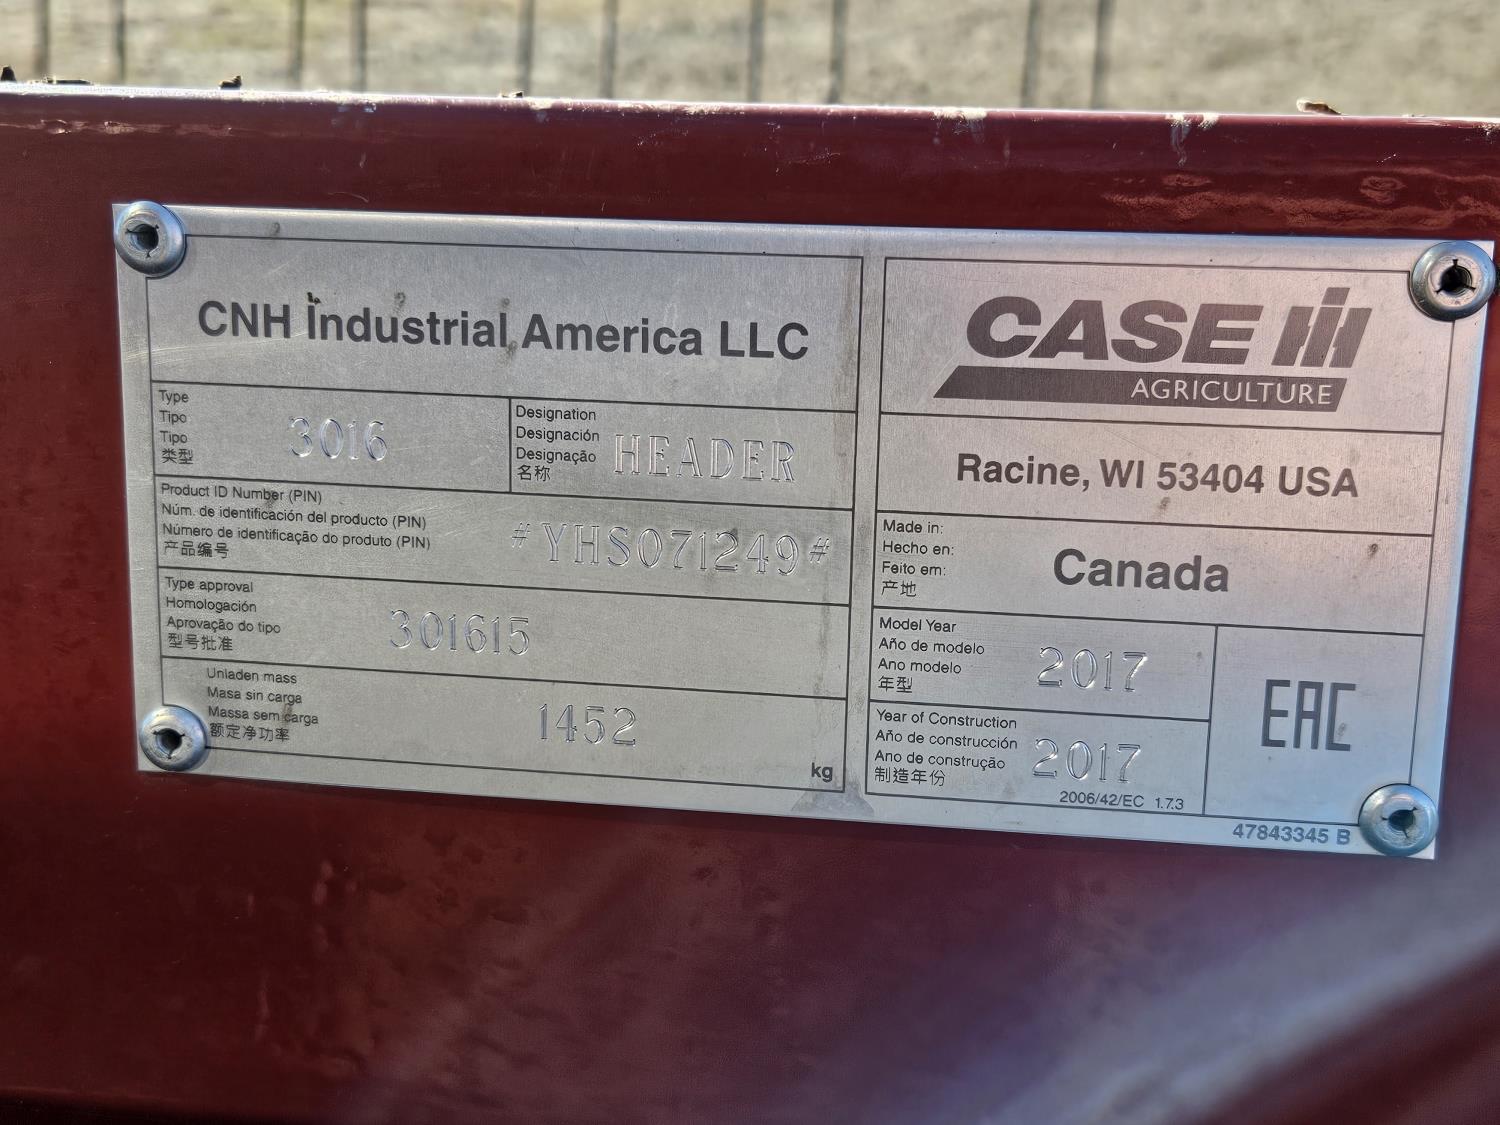 CNH Industrial America LLC
Type
Tipo
Tipo
类型
3016
Designation
Designación
Designação
名称
HEADER
Product ID Number (PIN)
Núm. de identificación del producto (PIN)
Número de identificação do produto (PIN)
产品编号
#YHS071249#
Type approval
Homologación
Aprovação do tipo
型号批准
301615
Unladen mass
Masa sin carga
Massa sem carga
额定净功率
1452
kg
CASE IH
AGRICULTURE
Racine, WI 53404 USA
Made in:
Hecho en:
Feito em:
产地
Canada
Model Year
Año de modelo
Ano modelo
年型
2017
Year of Construction
Año de construcción
Ano de construção
制造年份
2017
2006/42/EC 1.7.3
EAC
47843345 B